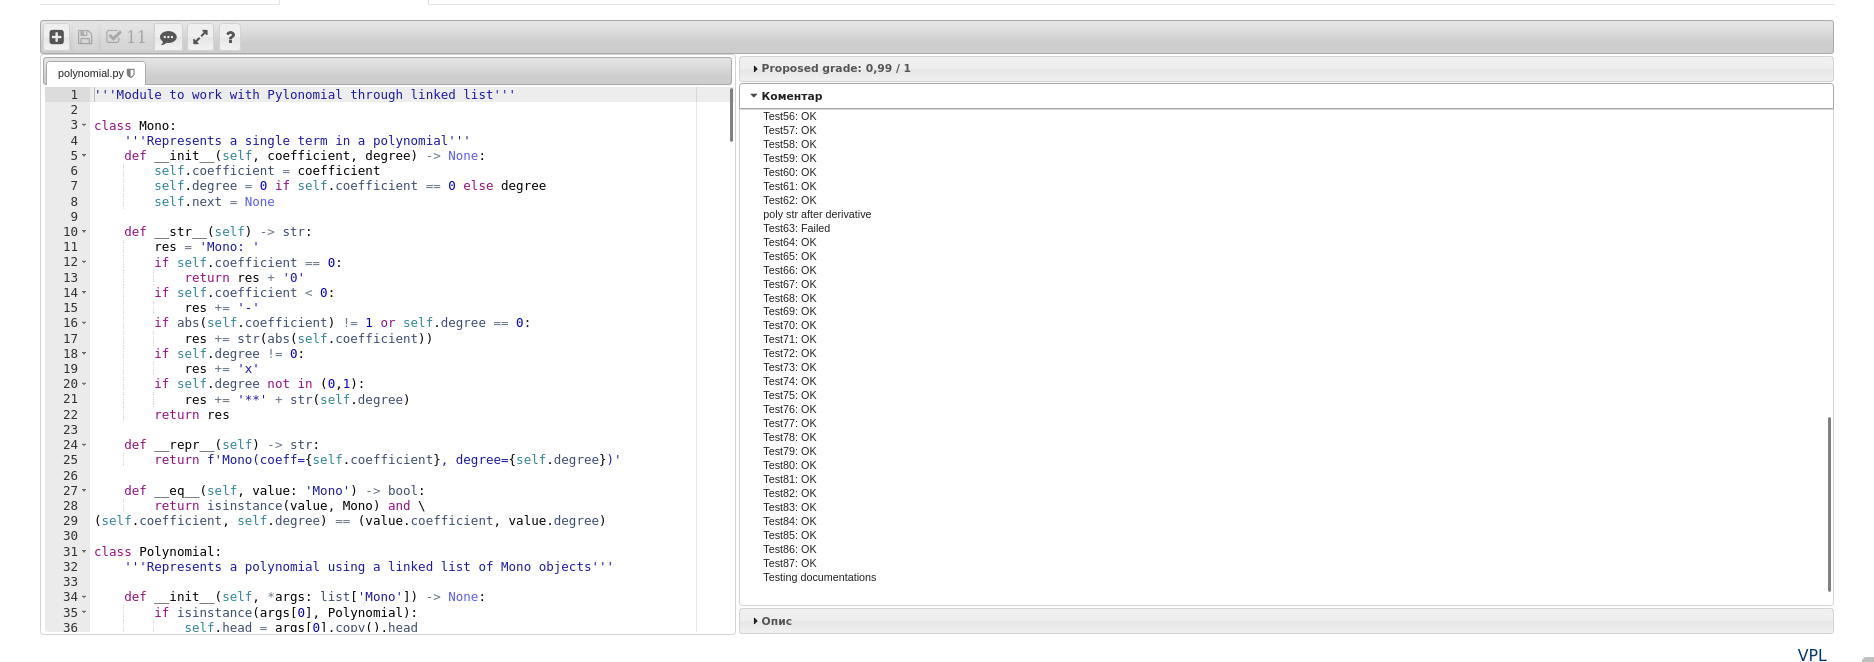 11
polynomial.py
1 '''Module to work with Pylonomial through linked list'''
2
3 class Mono:
4 '''Represents a single term in a polynomial'''
5 def __init__(self, coefficient, degree) -> None:
6 self.coefficient = coefficient
7 self.degree = 0 if self.coefficient == 0 else degree
8 self.next = None
9
10 def __str__(self) -> str:
11 res = 'Mono: '
12 if self.coefficient == 0:
13 return res + '0'
14 if self.coefficient < 0:
15 res += '-'
16 if abs(self.coefficient) != 1 or self.degree == 0:
17 res += str(abs(self.coefficient))
18 if self.degree != 0:
19 res += 'x'
20 if self.degree not in (0,1):
21 res += '**' + str(self.degree)
22 return res
23
24 def __repr__(self) -> str:
25 return f'Mono(coeff={self.coefficient}, degree={self.degree})'
26
27 def __eq__(self, value: 'Mono') -> bool:
28 return isinstance(value, Mono) and \
29 (self.coefficient, self.degree) == (value.coefficient, value.degree)
30
31 class Polynomial:
32 '''Represents a polynomial using a linked list of Mono objects'''
33
34 def __init__(self, *args: list['Mono']) -> None:
35 if isinstance(args[0], Polynomial):
36 self.head = args[0].copy().head
Proposed grade: 0,99 / 1
Коментар
Test56: OK
Test57: OK
Test58: OK
Test59: OK
Test60: OK
Test61: OK
Test62: OK
poly str after derivative
Test63: Failed
Test64: OK
Test65: OK
Test66: OK
Test67: OK
Test68: OK
Test69: OK
Test70: OK
Test71: OK
Test72: OK
Test73: OK
Test74: OK
Test75: OK
Test76: OK
Test77: OK
Test78: OK
Test79: OK
Test80: OK
Test81: OK
Test82: OK
Test83: OK
Test84: OK
Test85: OK
Test86: OK
Test87: OK
Testing documentations
Опис
VPL